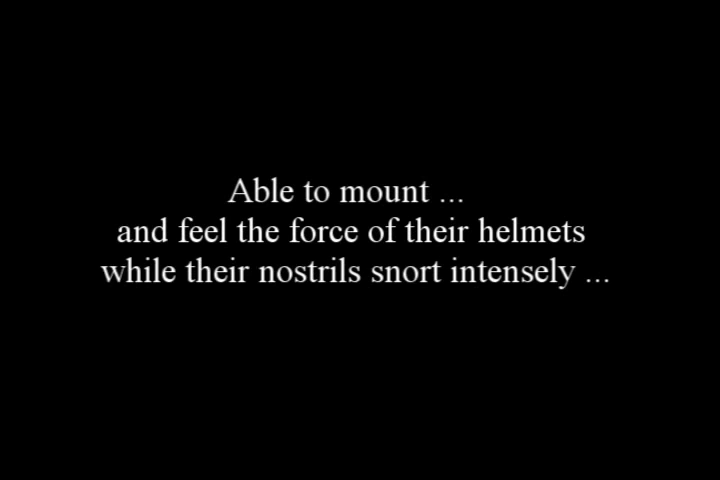 Able to mount ...
and feel the force of their helmets
while their nostrils snort intensely ...